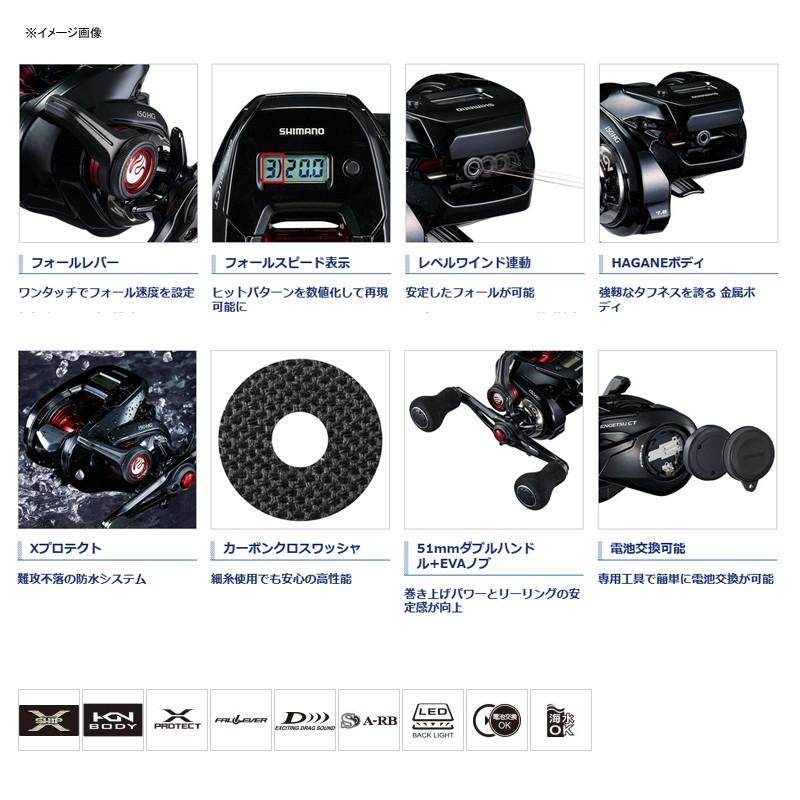 ※イメージ画像
150HG
SHIMANO
3)20.0
SHIMANO
150HG
7.8
フォールレバー
フォールスピード表示
レベルワインド連動
HAGANEボディ
ワンタッチでフォール速度を設定
ヒットパターンを数値化して再現
可能に
安定したフォールが可能
強靱なタフネスを誇る 金属ボ
ディ
150HG
ENGETSU CT
Xプロテクト
カーボンクロスワッシャ
51mmダブルハンド
ル+EVAノブ
電池交換可能
難攻不落の防水システム
細糸使用でも安心の高性能
巻き上げパワーとリーリングの安
定感が向上
専用工具で簡単に電池交換が可能
X SHIP
HGN BODY
X PROTECT
FALLLEVER
D
EXCITING DRAG SOUND
S A-RB
LED
BACK LIGHT
電池交換
OK
海水
OK